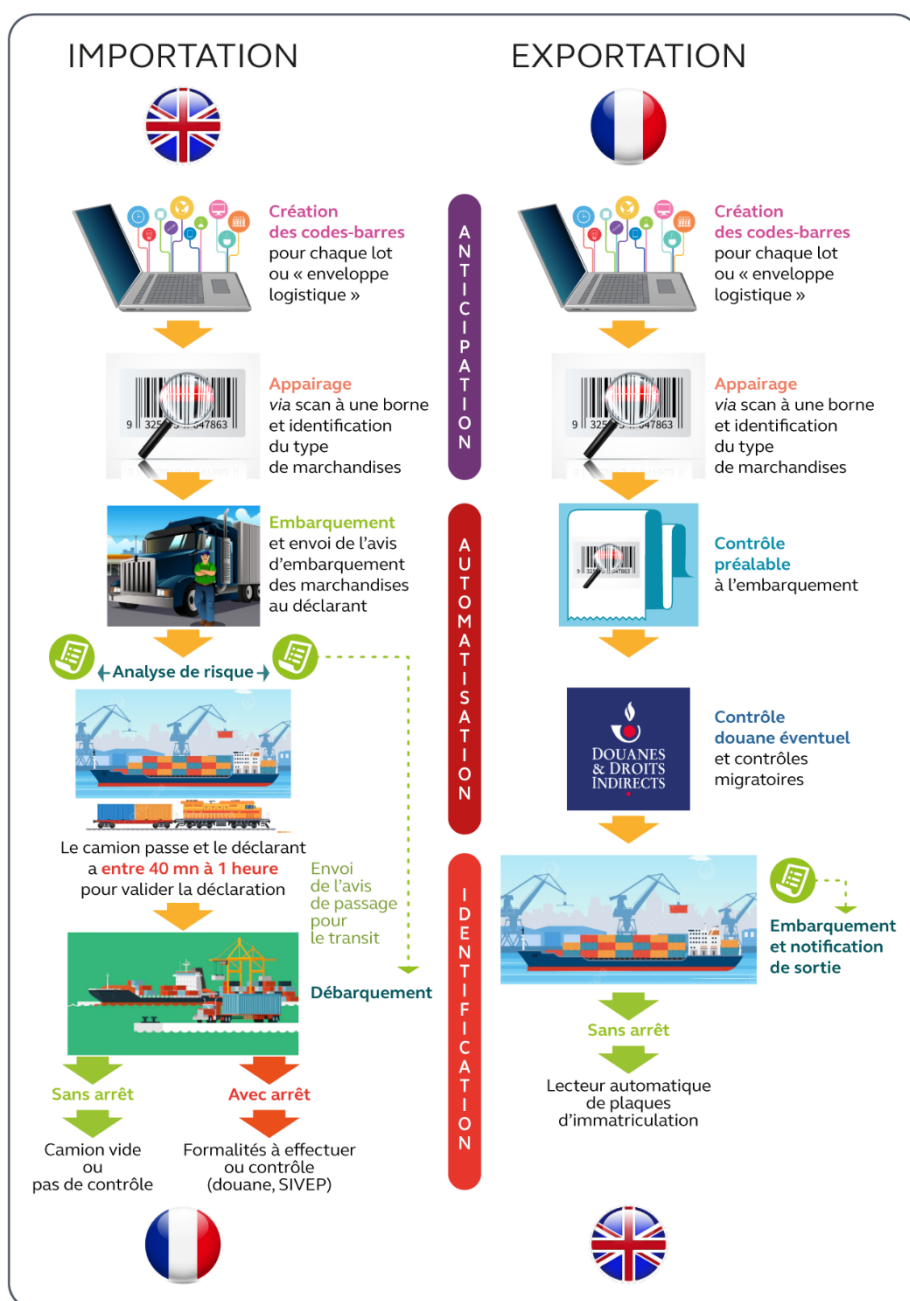 IMPORTATION
Création
des codes-barres
pour chaque lot
ou « enveloppe
logistique »
Appairage
via scan à une borne
et identification
du type
de marchandises
Embarquement
et envoi de l'avis
d'embarquement
des marchandises
au déclarant
Analyse de risque
Le camion passe et le déclarant
a entre 40 mn à 1 heure
pour valider la déclaration
Envoi
de l'avis
de passage
pour
le transit
Débarquement
Sans arrêt
Camion vide
ou
pas de contrôle
Avec arrêt
Formalités à effectuer
ou contrôle
(douane, SIVEP)
ANTICIPATION
AUTOMATISATION
IDENTIFICATION
EXPORTATION
Création
des codes-barres
pour chaque lot
ou « enveloppe
logistique »
Appairage
via scan à une borne
et identification
du type
de marchandises
Contrôle
préalable
à l'embarquement
DOUANES
& DROITS
INDIRECTS
Contrôle
douane éventuel
et contrôles
migratoires
Embarquement
et notification
de sortie
Sans arrêt
Lecteur automatique
de plaques
d'immatriculation